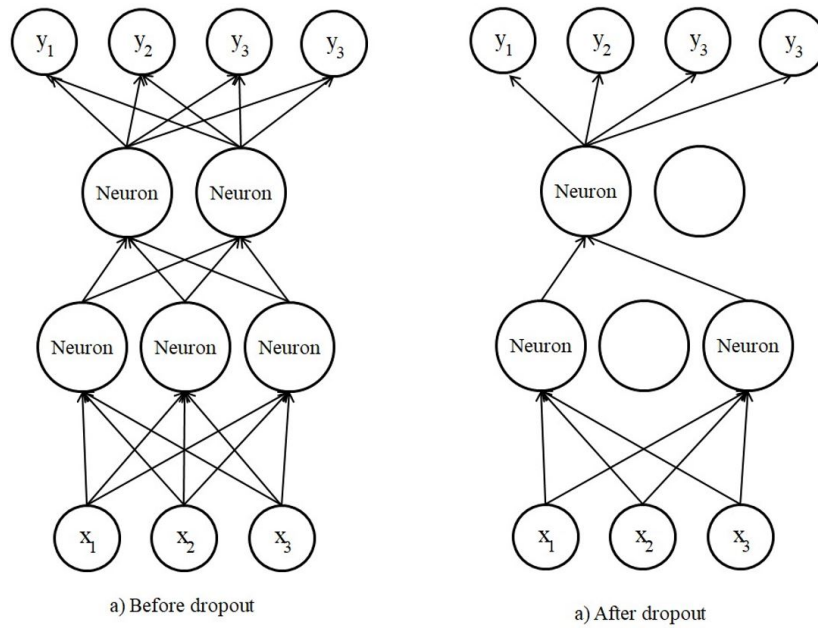 y1 y2 y3 y3
y1 y2 y3 y3
Neuron Neuron
Neuron
Neuron Neuron Neuron
Neuron Neuron
x1 x2 x3
x1 x2 x3
a) Before dropout
a) After dropout